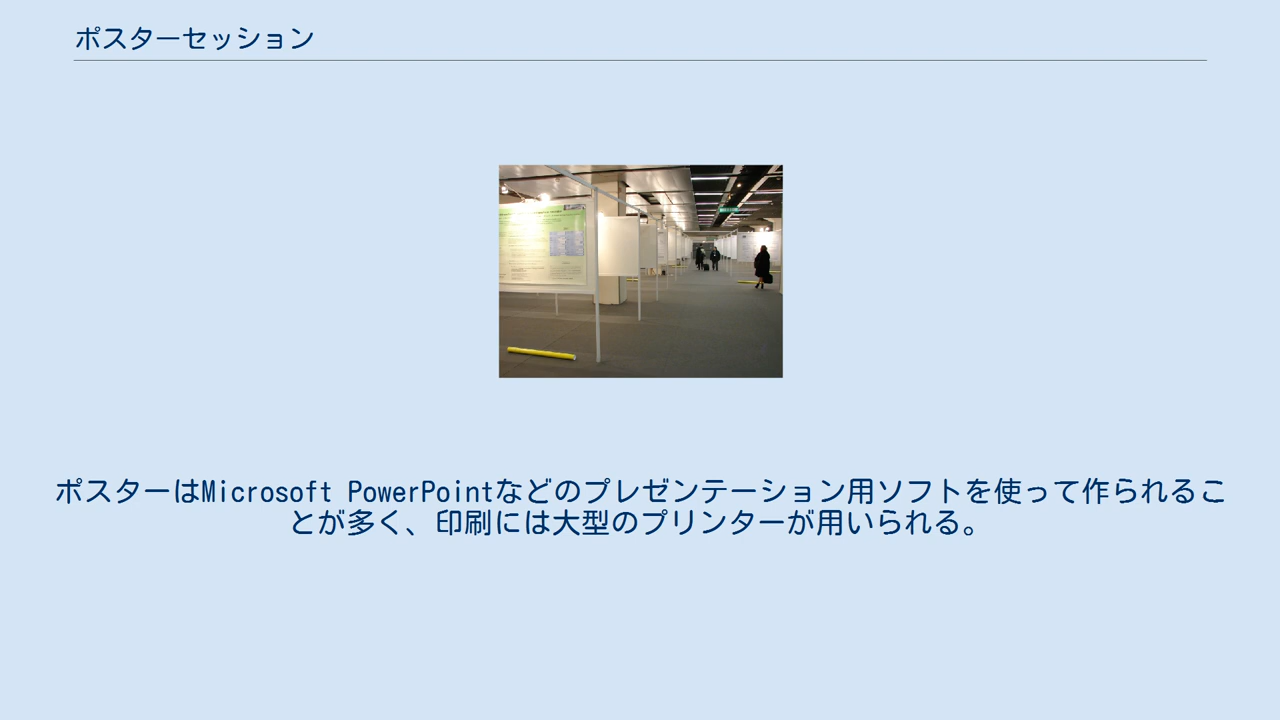 ポスターセッション
ポスターはMicrosoft PowerPointなどのプレゼンテーション用ソフトを使って作られるこ
とが多く、印刷には大型のプリンターが用いられる。